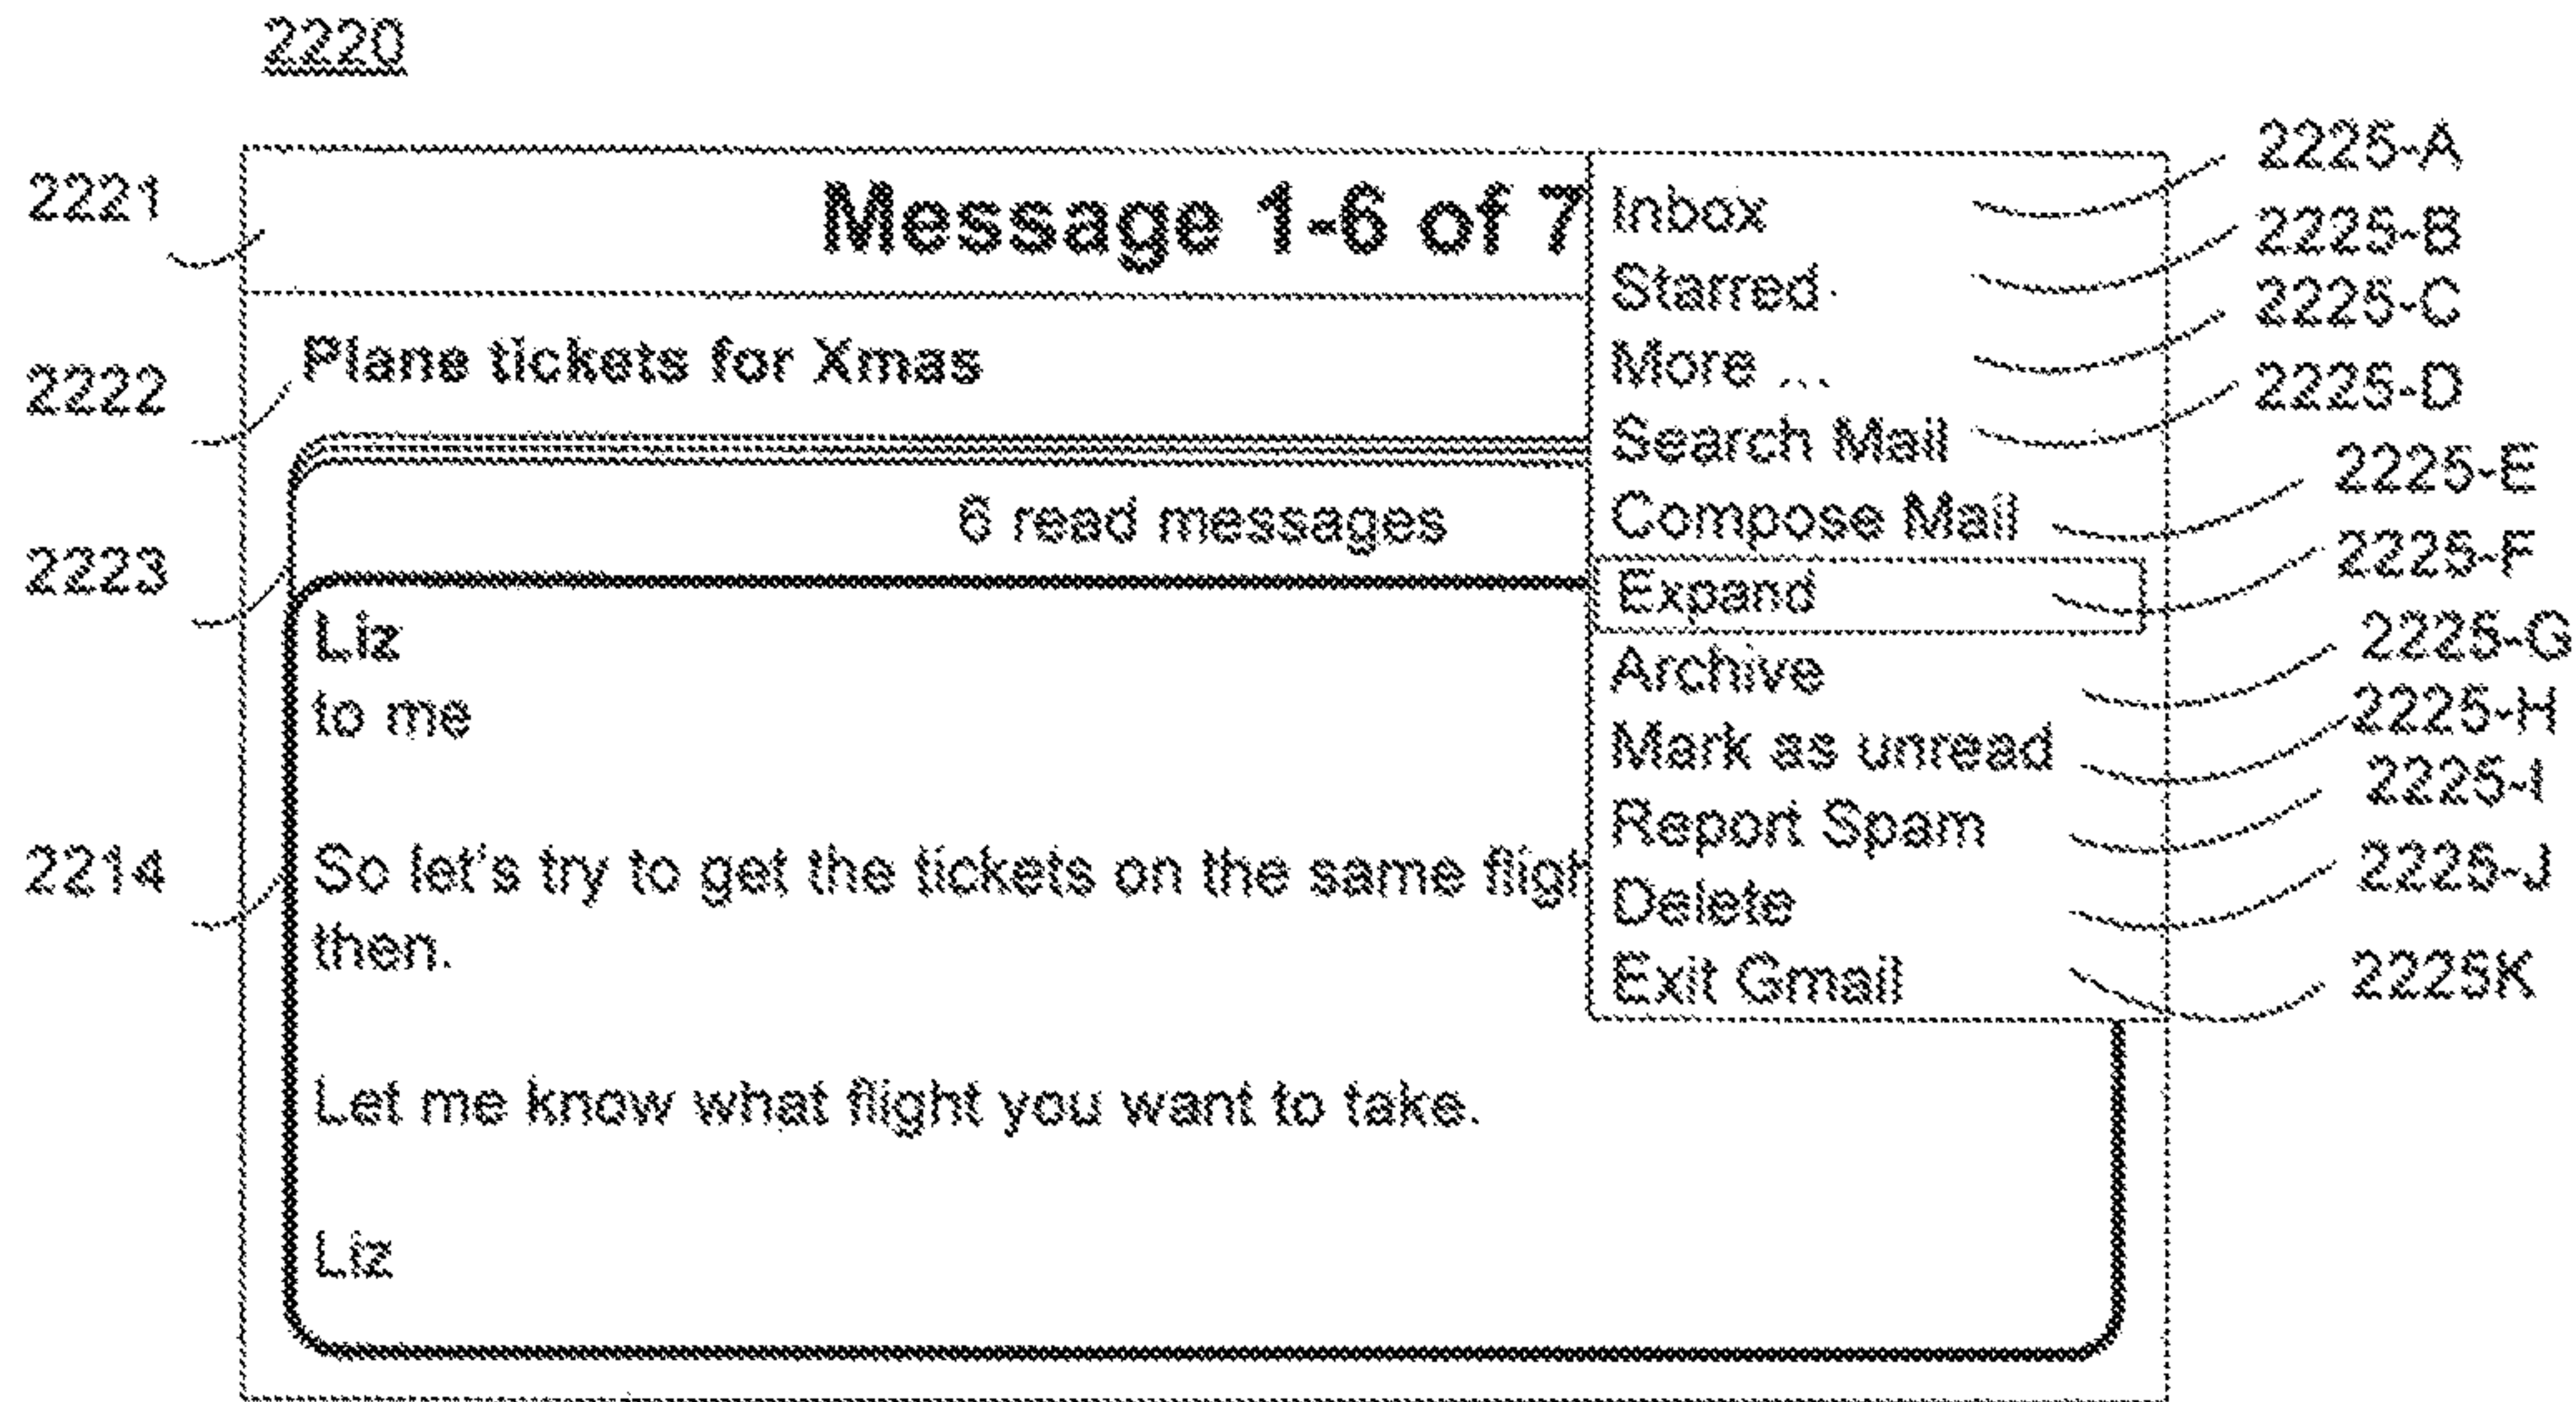 2220
2221
Message 1-6 of 7
2222
Plane tickets for Xmas
2223
6 read messages
Liz
to me
2214
So let's try to get the tickets on the same fligh
then.
Let me know what flight you want to take.
Liz
Inbox
2225-A
Starred
2225-B
More ...
2225-C
Search Mail
2225-D
Compose Mail
2225-E
Expand
2225-F
Archive
2225-G
Mark as unread
2225-H
Report Spam
2225-I
Delete
2225-J
Exit Gmail
2225K